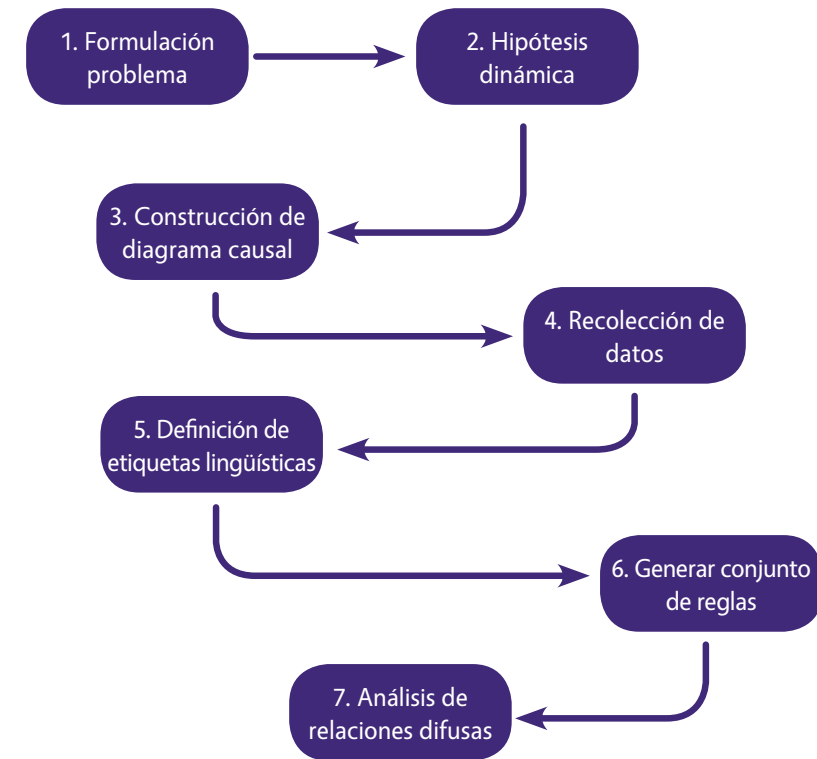 1. Formulación
problema
2. Hipótesis
dinámica
3. Construcción de
diagrama causal
4. Recolección de
datos
5. Definición de
etiquetas lingüísticas
6. Generar conjunto
de reglas
7. Análisis de
relaciones difusas